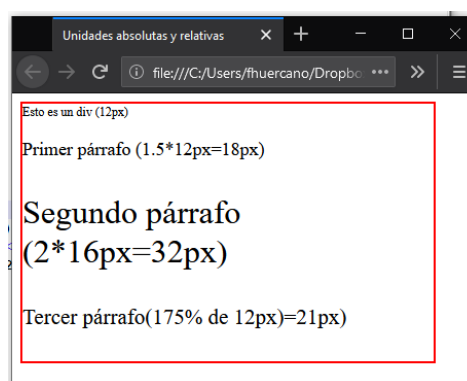 Unidades absolutas y relativas
file:///C:/Users/fhuercano/Dropbo
Esto es un div (12px)
Primer párrafo (1.5*12px=18px)
Segundo párrafo
(2*16px=32px)
Tercer párrafo(175% de 12px)=21px)